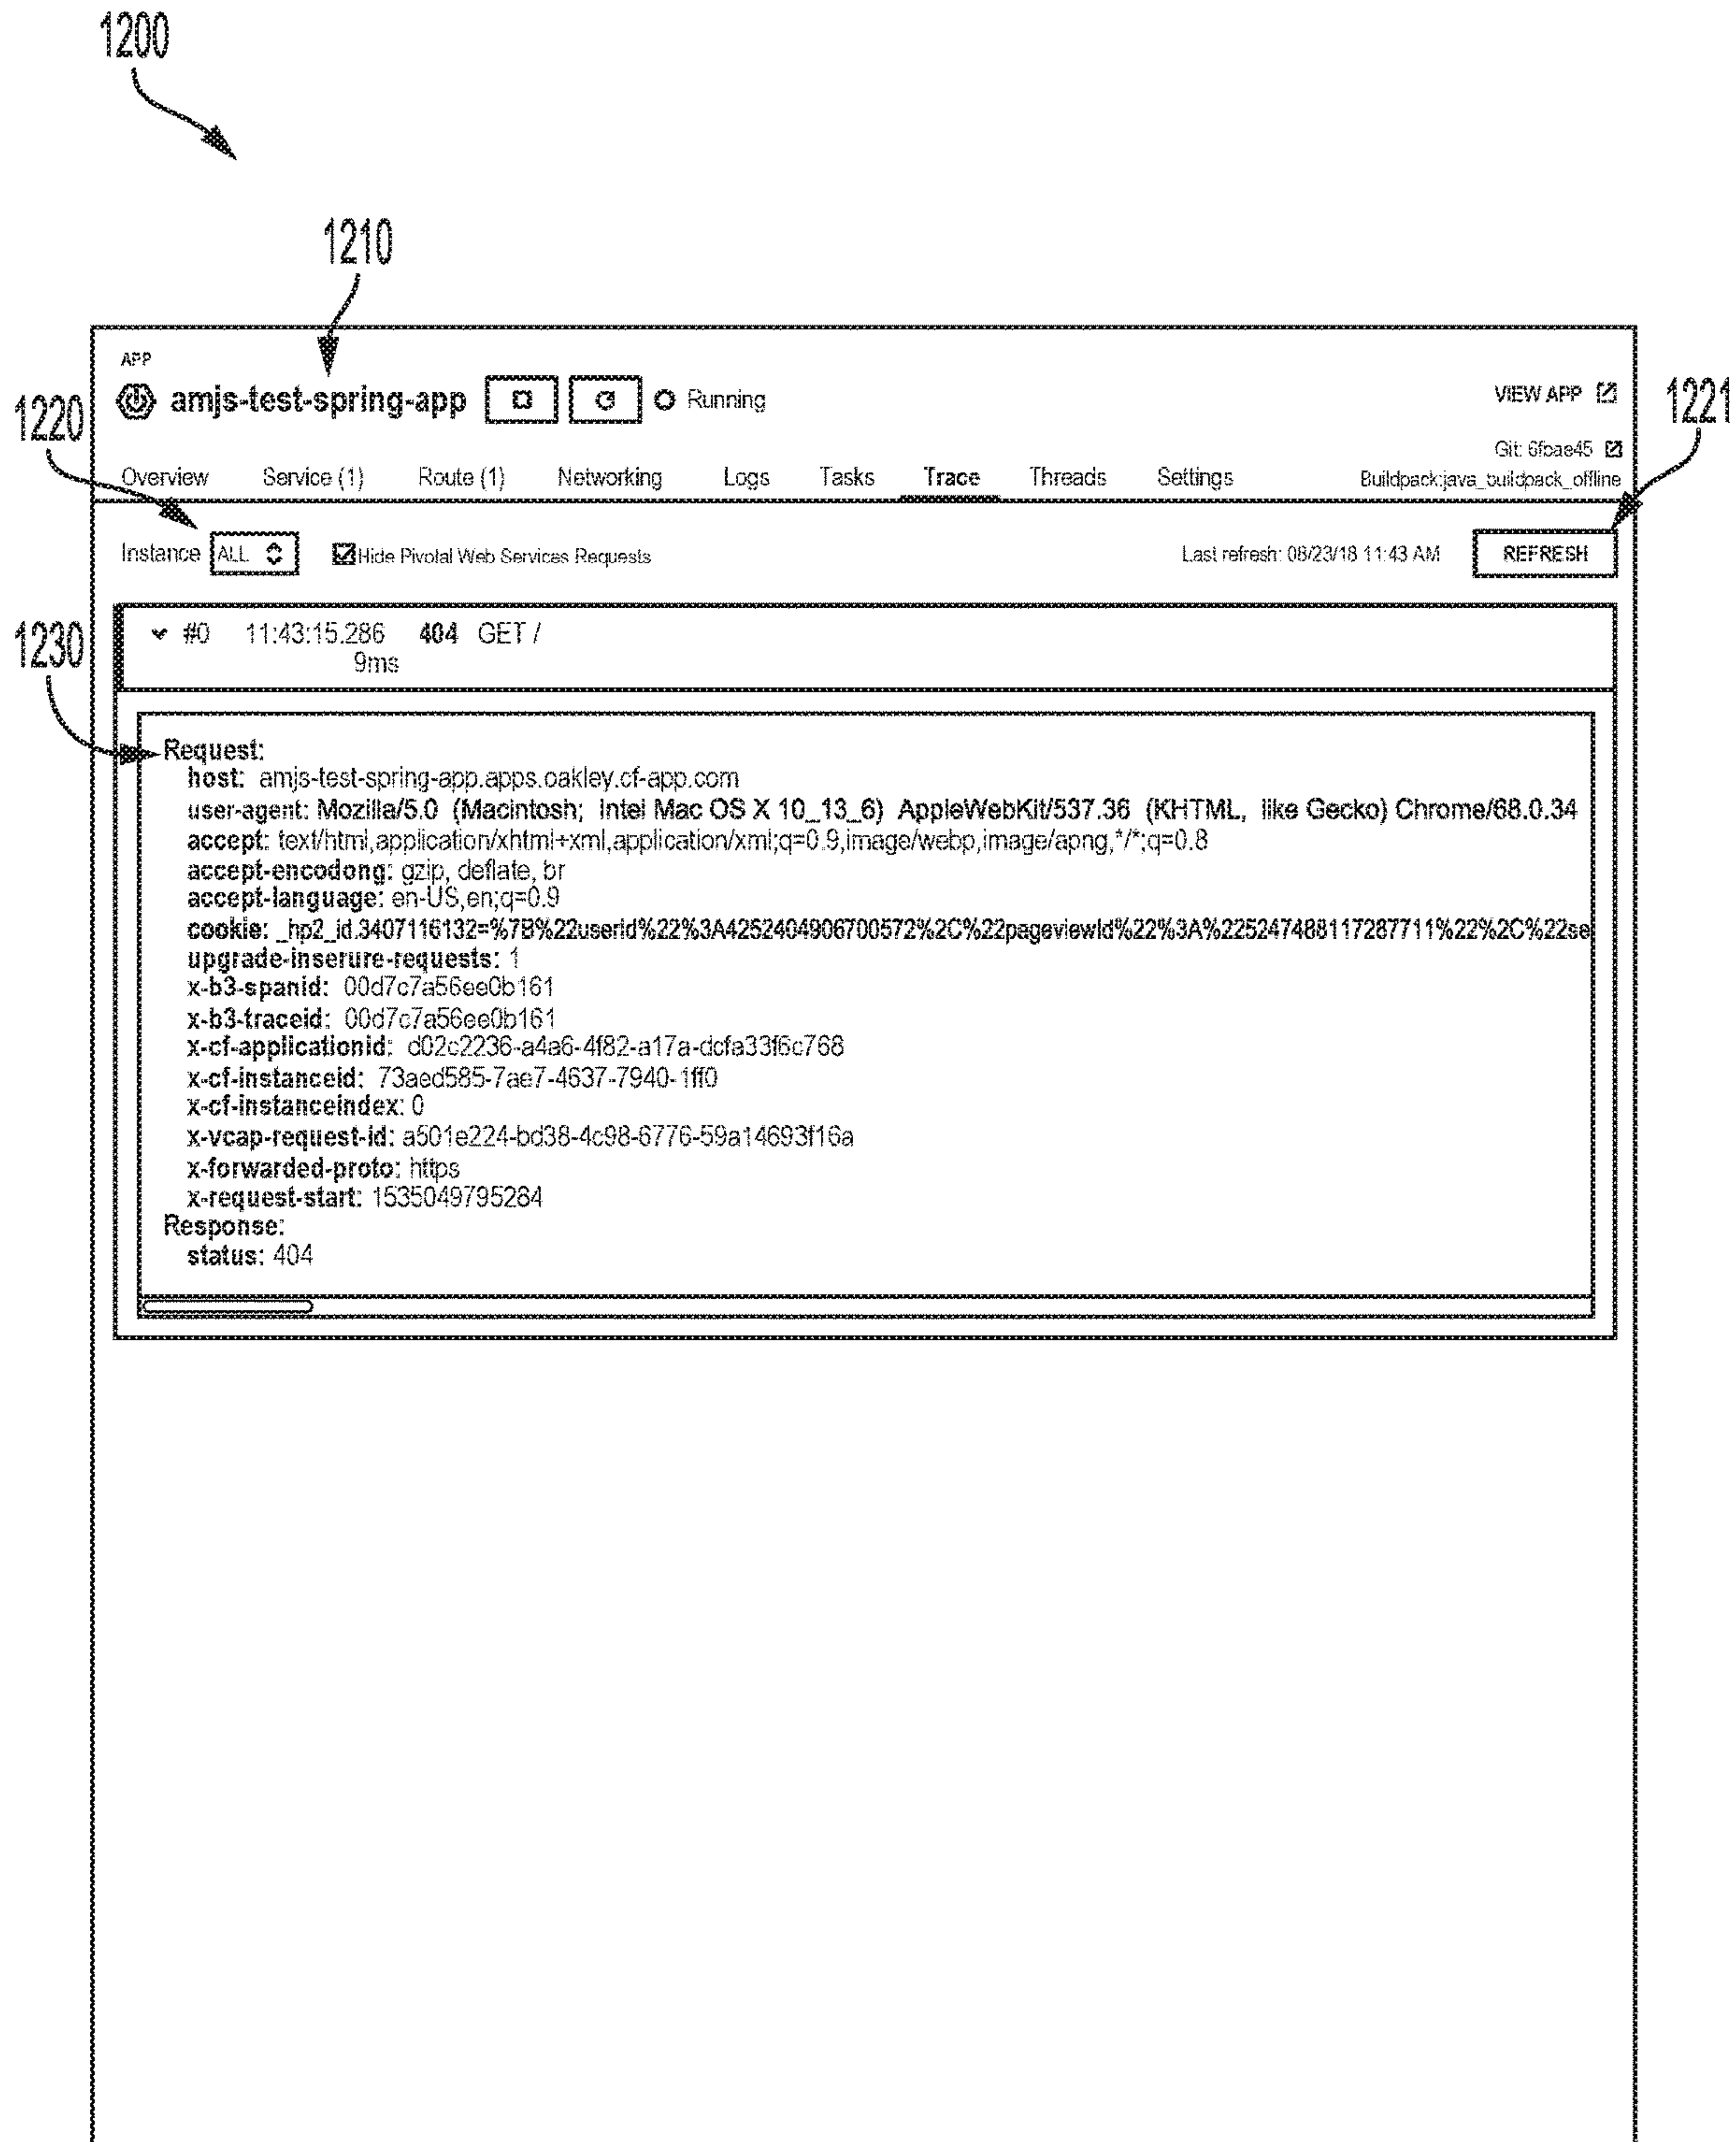 1200
1210
APP
amjs-test-spring-app Running VIEW APP
1220 1221
Git: 6fbae45
Overview Service (1) Route (1) Networking Logs Tasks Trace Threads Settings Buildpack:java_buildpack_offline
Instance ALL Hide Pivotal Web Services Requests Last refresh: 08/23/18 11:43 AM REFRESH
1230
#0 11:43:15.286 404 GET /
9ms
Request:
host: amjs-test-spring-app.apps.oakley.cf-app.com
user-agent: Mozilla/5.0 (Macintosh; Intel Mac OS X 10_13_6) AppleWebKit/537.36 (KHTML, like Gecko) Chrome/68.0.34
accept: text/html,application/xhtml+xml,application/xml;q=0.9,image/webp,image/apng,*/*;q=0.8
accept-encodong: gzip, deflate, br
accept-language: en-US,en;q=0.9
cookie: _hp2_id.3407116132=%7B%22userId%22%3A4252404906700572%2C%22pageviewId%22%3A%225247488117287711%22%2C%22se
upgrade-inserure-requests: 1
x-b3-spanid: 00d7c7a56ee0b161
x-b3-traceid: 00d7c7a56ee0b161
x-cf-applicationid: d02c2236-a4a6-4f82-a17a-dcfa33f6c768
x-cf-instanceid: 73aed585-7ae7-4637-7940-1ff0
x-cf-instanceindex: 0
x-vcap-request-id: a501e224-bd38-4c98-6776-59a14693f16a
x-forwarded-proto: https
x-request-start: 1535049795284
Response:
status: 404